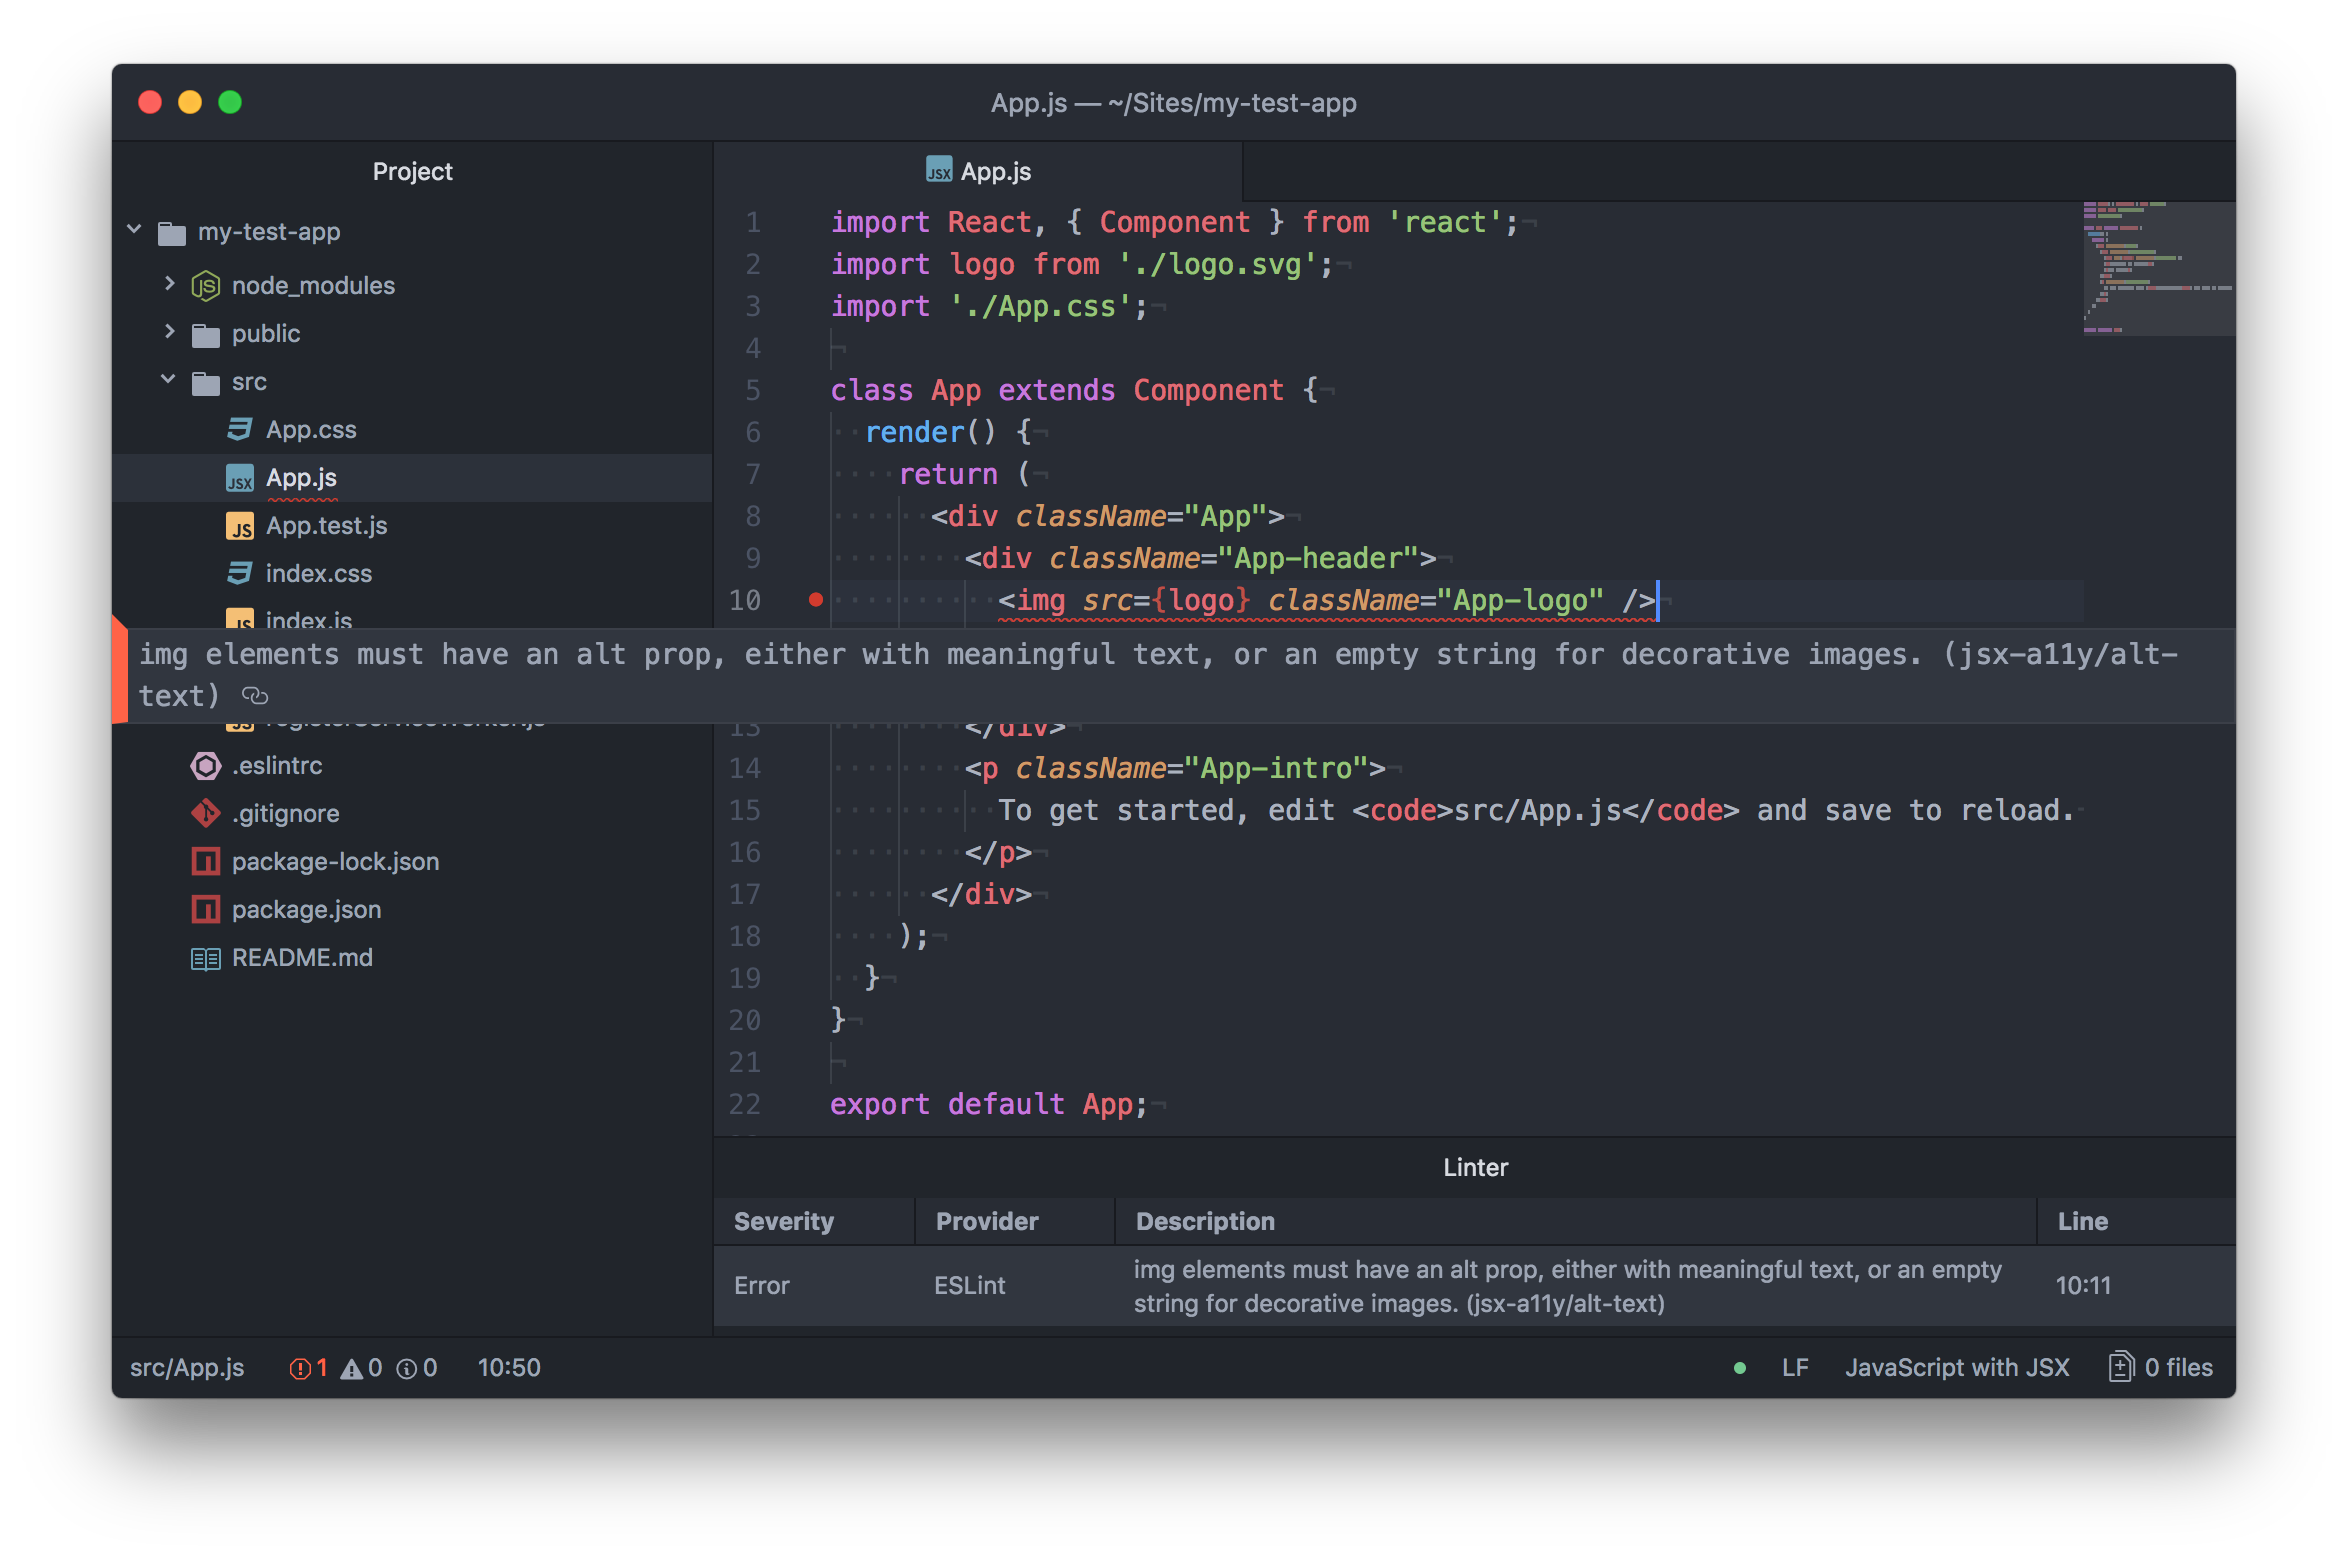 App.js — ~/Sites/my-test-app
Project
my-test-app
node_modules
public
src
App.css
JSX App.js
JS App.test.js
index.css
JS index.js
.eslintrc
.gitignore
package-lock.json
package.json
README.md
JSX App.js
1 import React, { Component } from 'react';¬
2 import logo from './logo.svg';¬
3 import './App.css';¬
4 ¬
5 class App extends Component {¬
6 ··render() {¬
7 ····return (¬
8 ······<div className="App">¬
9 ········<div className="App-header">¬
10 ··········<img src={logo} className="App-logo" />¬
img elements must have an alt prop, either with meaningful text, or an empty string for decorative images. (jsx-a11y/alt-
text)
13 ········</div>¬
14 ········<p className="App-intro">¬
15 ··········To get started, edit <code>src/App.js</code> and save to reload.
16 ········</p>¬
17 ······</div>¬
18 ····);¬
19 ··}¬
20 }¬
21 ¬
22 export default App;¬
Linter
Severity Provider Description Line
Error ESLint img elements must have an alt prop, either with meaningful text, or an empty
string for decorative images. (jsx-a11y/alt-text) 10:11
src/App.js 1 0 0 10:50 LF JavaScript with JSX 0 files